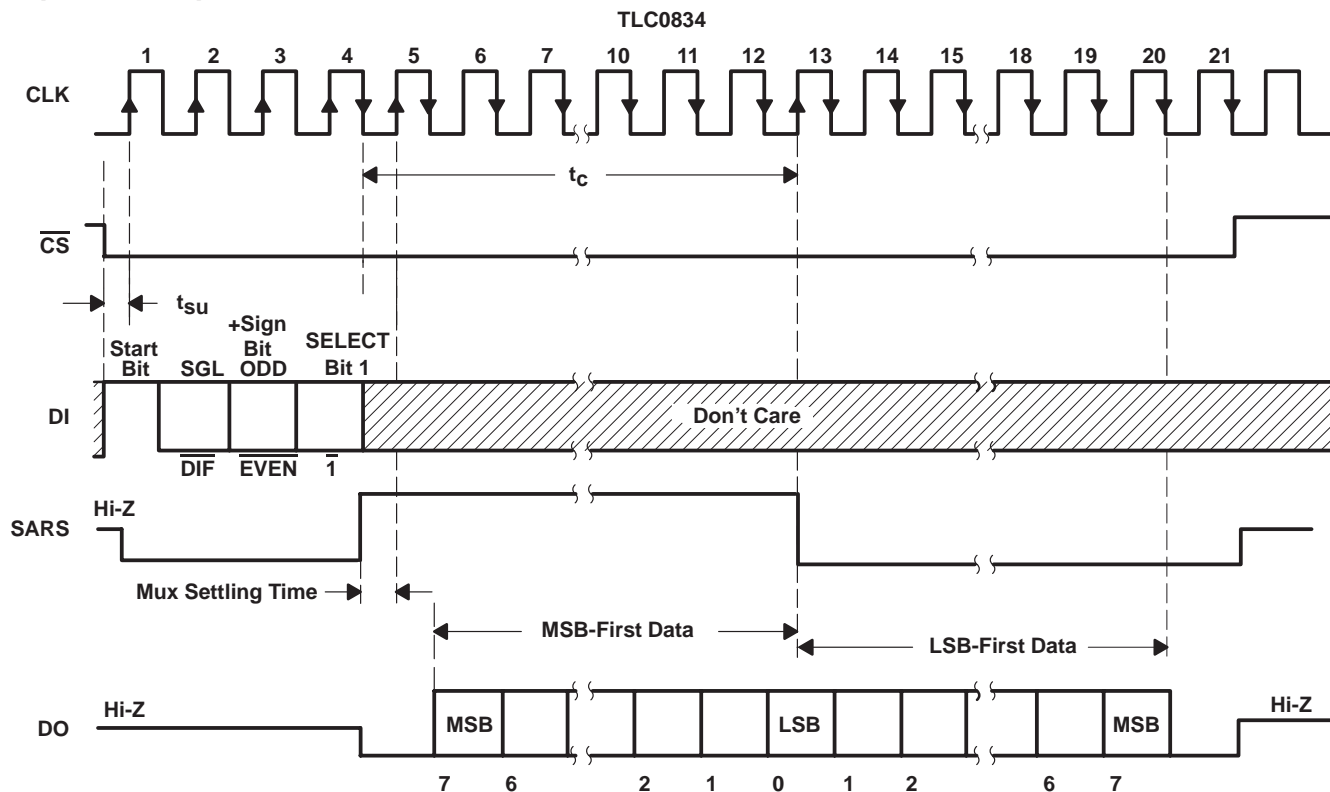 TLC0834
1 2 3 4 5 6 7 10 11 12 13 14 15 18 19 20 21
CLK
tc
CS
tsu
Start
Bit
SGL
+Sign
Bit
ODD
SELECT
Bit 1
DI
Don't Care
DIF EVEN 1
Hi-Z
SARS
Mux Settling Time
MSB-First Data
LSB-First Data
Hi-Z
Hi-Z
DO
MSB LSB MSB
7 6 2 1 0 1 2 6 7